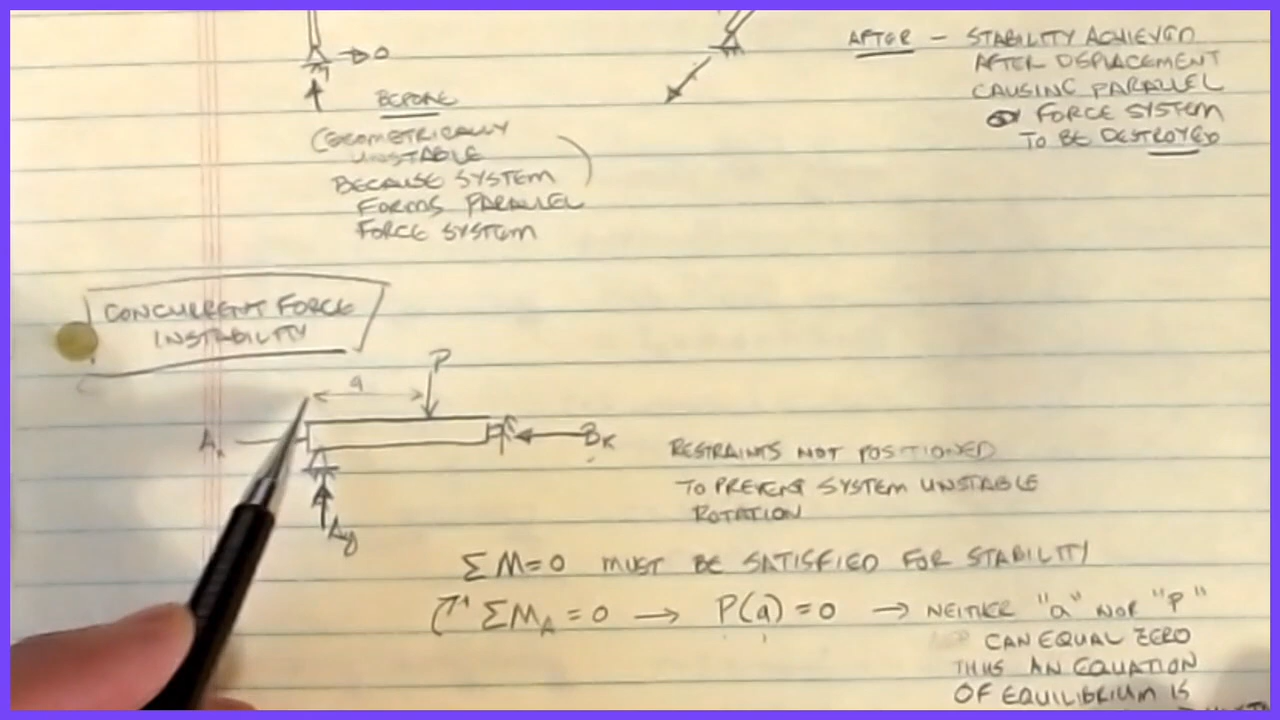 → O
BEFORE
(GEOMETRICALLY
UNSTABLE
BECAUSE SYSTEM
FORMS PARALLEL
FORCE SYSTEM)
AFTER – STABILITY ACHIEVED
AFTER DISPLACEMENT
CAUSING PARALLEL
FORCE SYSTEM
TO BE DESTROYED
CONCURRENT FORCE
INSTABILITY
P
a
Ax
Bx
Ay
RESTRAINTS NOT POSITIONED
TO PREVENT SYSTEM UNSTABLE
ROTATION
ΣM=0 MUST BE SATISFIED FOR STABILITY
ΣMA = 0 → P(a) = 0 → NEITHER "a" NOR "P"
CAN EQUAL ZERO
THUS AN EQUATION
OF EQUILIBRIUM IS